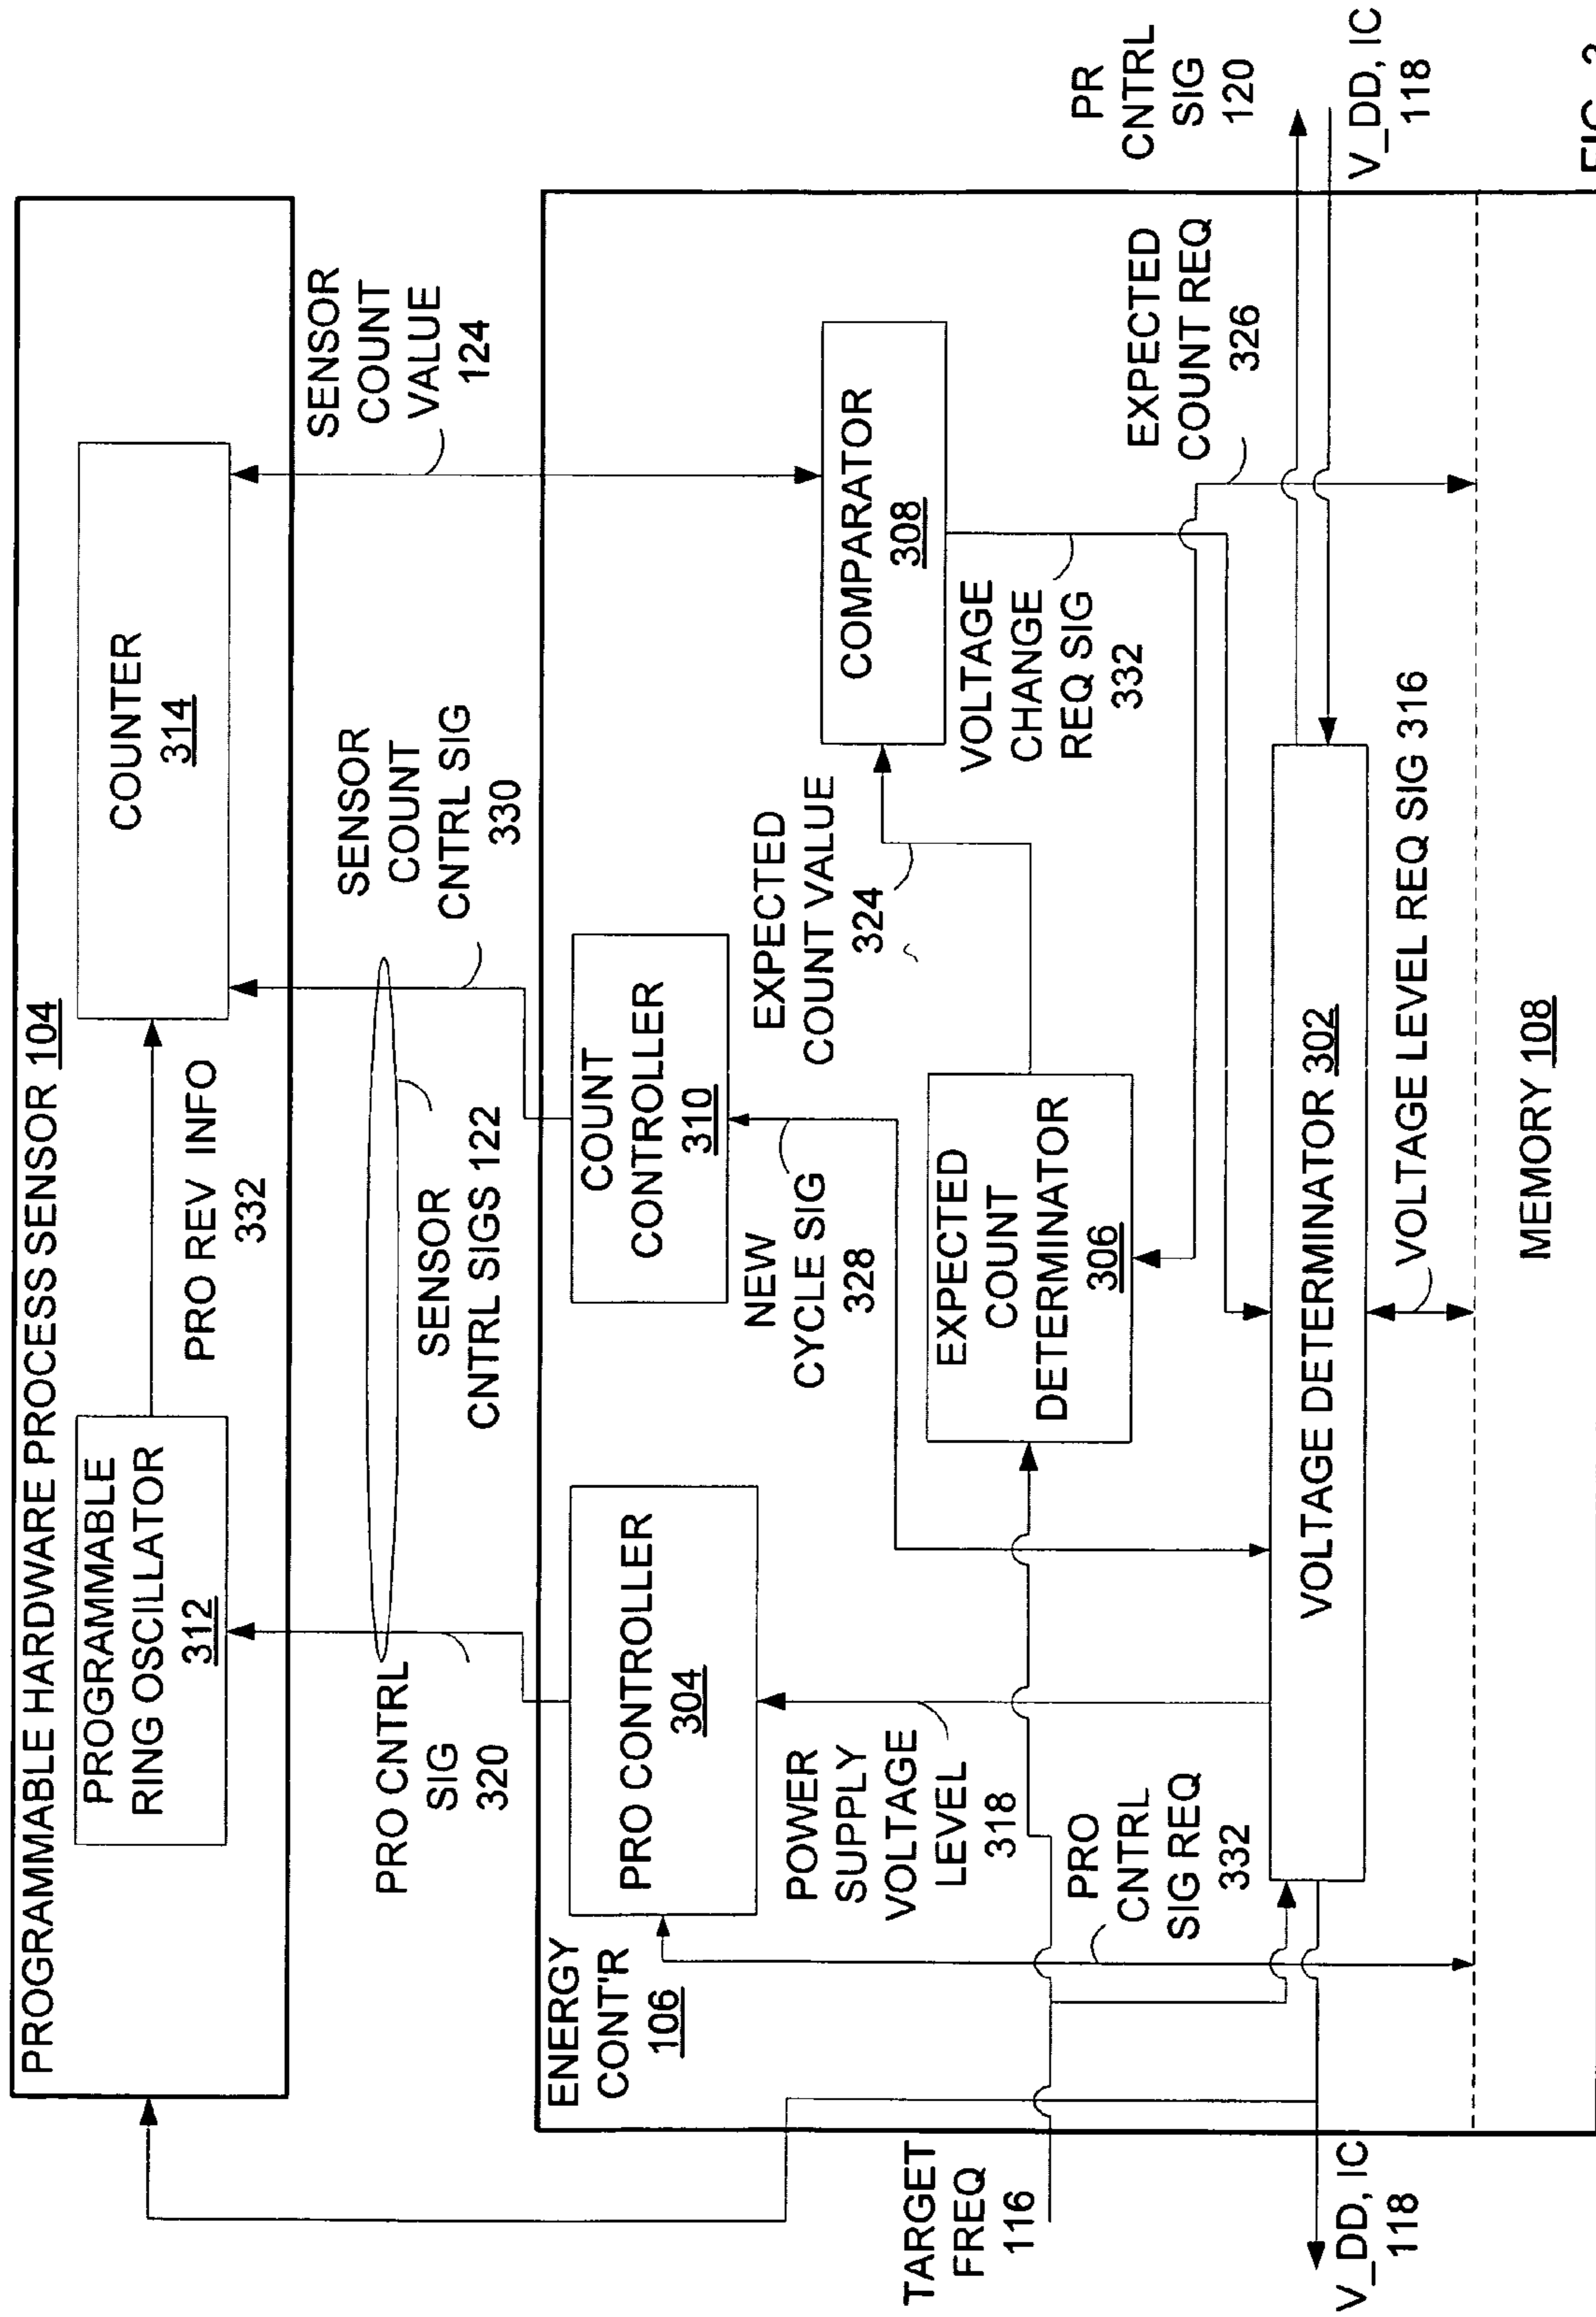 PROGRAMMABLE HARDWARE PROCESS SENSOR 104
PROGRAMMABLE
RING OSCILLATOR
312
PRO REV INFO
332
COUNTER
314
PRO CNTRL
SIG
320
SENSOR
CNTRL SIGS 122
SENSOR
COUNT
CNTRL SIG
330
SENSOR
COUNT
VALUE
124
ENERGY
CONT'R
106
PRO CONTROLLER
304
COUNT
CONTROLLER
310
NEW
CYCLE SIG
328
EXPECTED
COUNT VALUE
324
COMPARATOR
308
POWER
SUPPLY
VOLTAGE
LEVEL
318
EXPECTED
COUNT
DETERMINATOR
306
VOLTAGE
CHANGE
REQ SIG
332
EXPECTED
COUNT REQ
326
PR
CNTRL
SIG
120
TARGET
FREQ
116
PRO
CNTRL
SIG REQ
332
VOLTAGE DETERMINATOR 302
V_DD, IC
118
V_DD, IC
118
VOLTAGE LEVEL REQ SIG 316
MEMORY 108